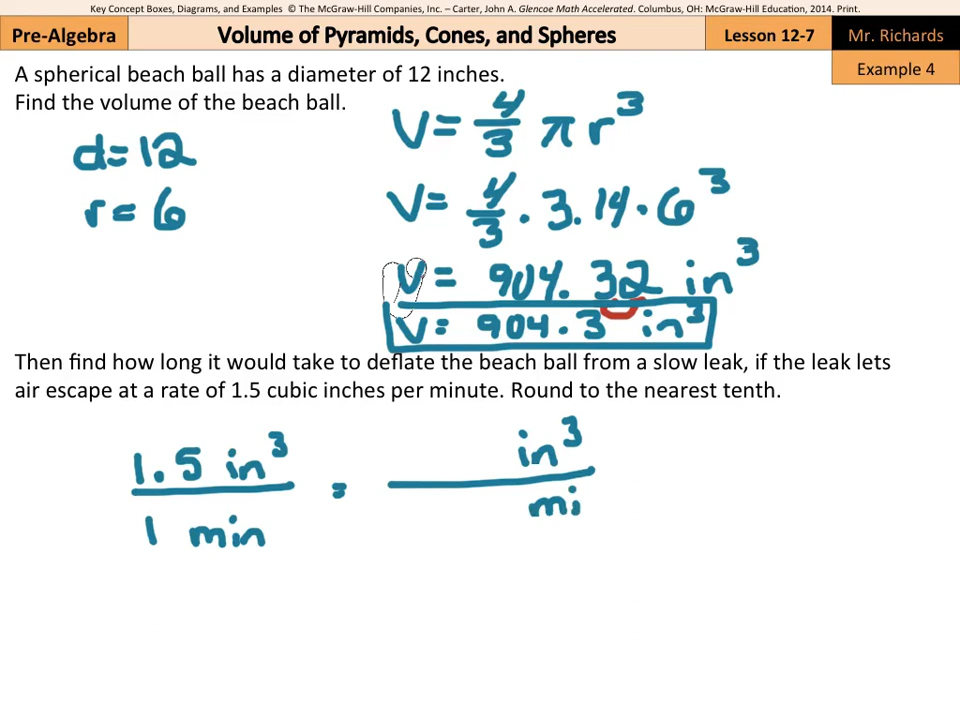 Key Concept Boxes, Diagrams, and Examples © The McGraw-Hill Companies, Inc. – Carter, John A. Glencoe Math Accelerated. Columbus, OH: McGraw-Hill Education, 2014. Print.
Pre-Algebra
Volume of Pyramids, Cones, and Spheres
Lesson 12-7
Mr. Richards
Example 4
A spherical beach ball has a diameter of 12 inches.
Find the volume of the beach ball.
d=12
r=6
V=4/3 π r³
V=4/3 · 3.14 · 6³
V=904.32 in³
V=904.3 in³
Then find how long it would take to deflate the beach ball from a slow leak, if the leak lets
air escape at a rate of 1.5 cubic inches per minute. Round to the nearest tenth.
1.5 in³ = in³
1 min mi